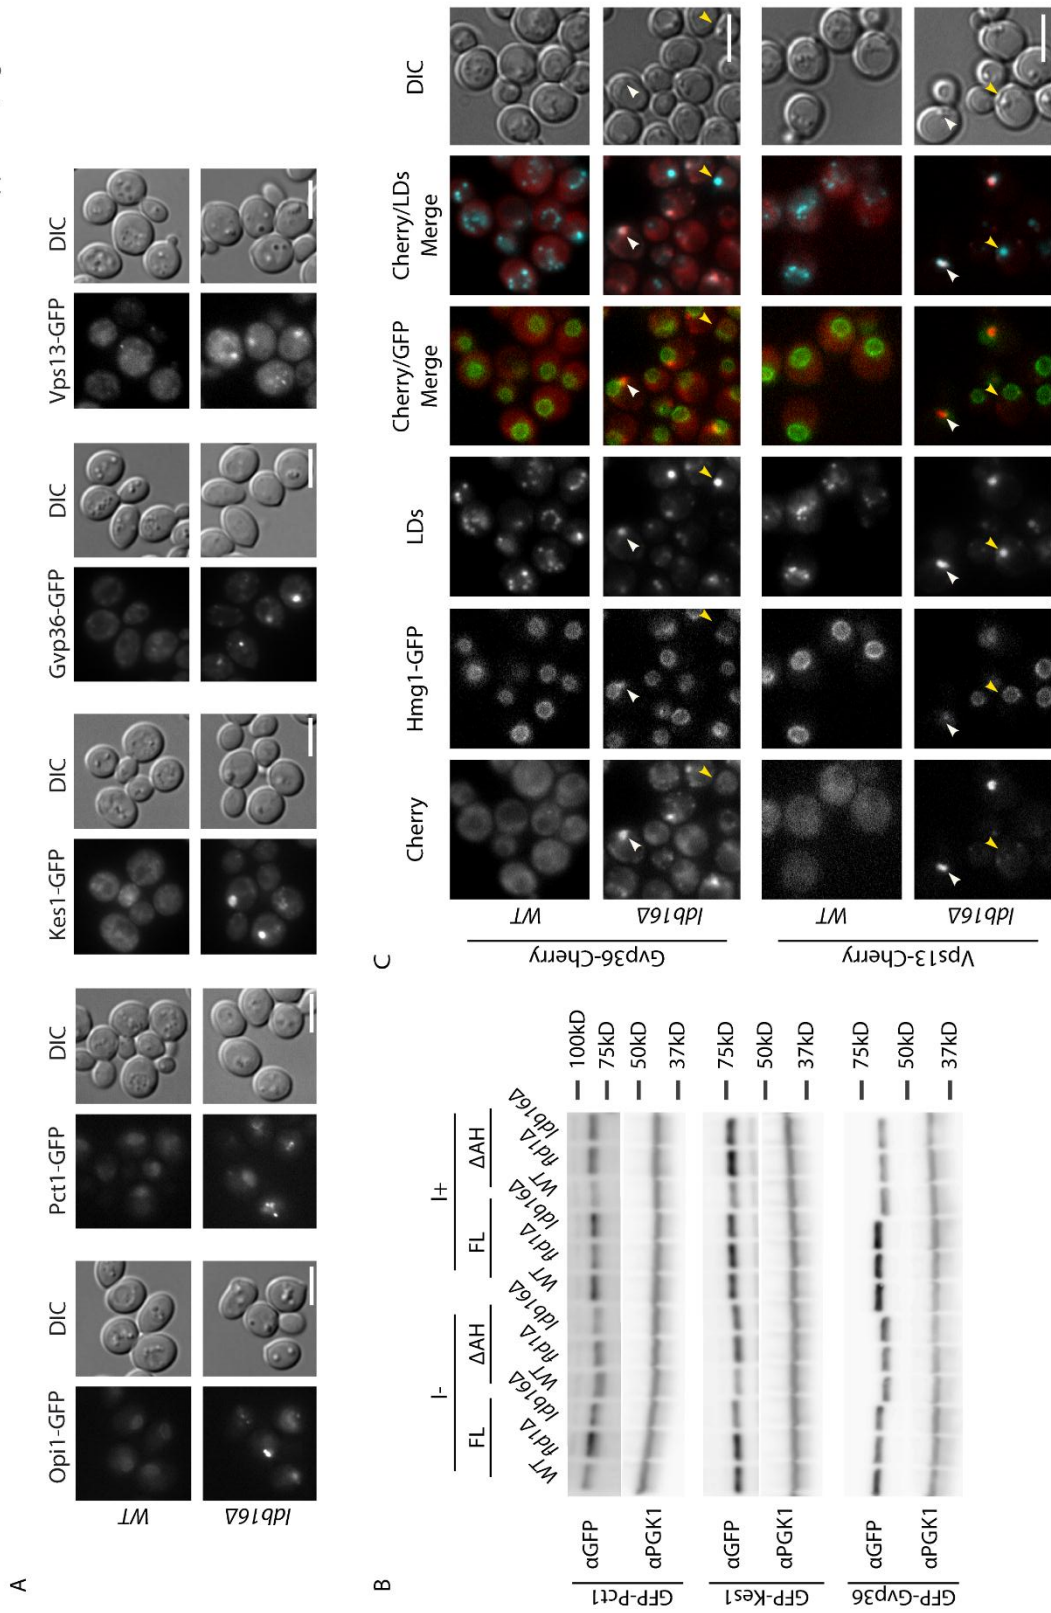 A
Opi1-GFP DIC Pct1-GFP DIC Kes1-GFP DIC Gvp36-GFP DIC Vps13-GFP DIC
WT
ldb16Δ
B
I- I+
FL ΔAH FL ΔAH
WT fld1Δ ldb16Δ WT fld1Δ ldb16Δ WT fld1Δ ldb16Δ WT fld1Δ ldb16Δ
GFP-Pct1
αGFP
100kD
75kD
αPGK1
50kD
37kD
GFP-Kes1
αGFP
75kD
αPGK1
50kD
37kD
GFP-Gvp36
αGFP
75kD
αPGK1
50kD
37kD
C
Cherry Hmg1-GFP LDs Cherry/GFP Merge Cherry/LDs Merge DIC
Gvp36-Cherry
WT
ldb16Δ
Vps13-Cherry
WT
ldb16Δ